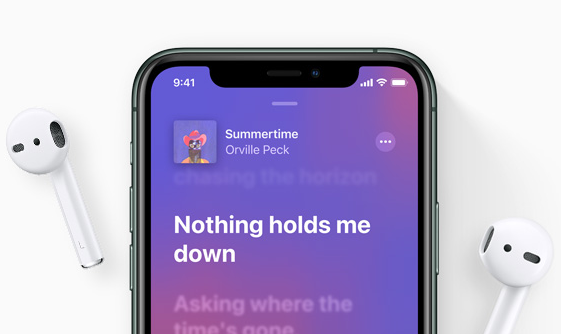 9:41
Summertime
Orville Peck
chasing the horizon
Nothing holds me
down
Asking where the
time's gone
L